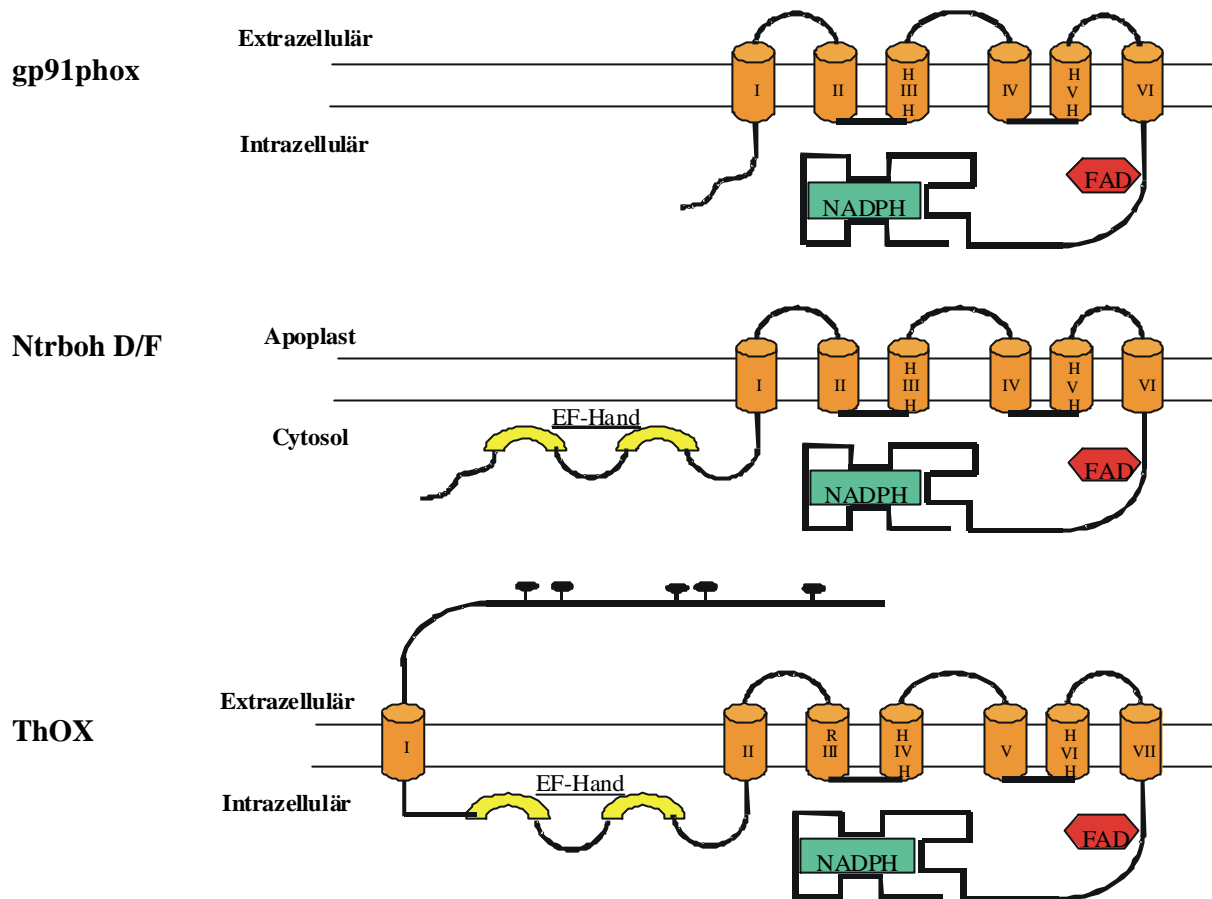 Extrazellulär
gp91phox
I II H III H IV H V H VI
Intrazellulär
FAD
NADPH
Ntrboh D/F
Apoplast
I II H III H IV H V H VI
EF-Hand
Cytosol
FAD
NADPH
Extrazellulär
ThOX
I II R III H IV H V H VI H VII
EF-Hand
Intrazellulär
FAD
NADPH